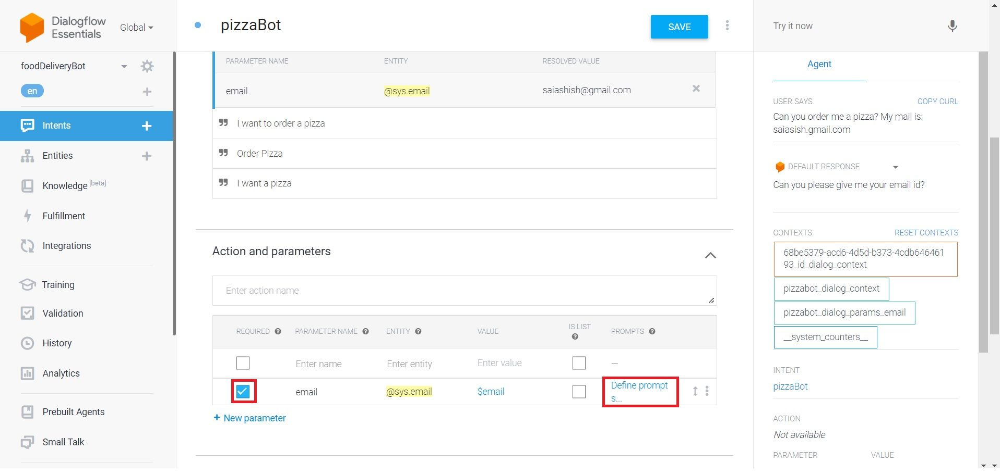 Dialogflow
Essentials
Global
foodDeliveryBot
en
Intents
Entities
Knowledge [beta]
Fulfillment
Integrations
Training
Validation
History
Analytics
Prebuilt Agents
Small Talk
pizzaBot
SAVE
PARAMETER NAME ENTITY RESOLVED VALUE
email @sys.email saiashish@gmail.com
I want to order a pizza
Order Pizza
I want a pizza
Action and parameters
Enter action name
REQUIRED PARAMETER NAME ENTITY VALUE IS LIST PROMPTS
Enter name Enter entity Enter value –
email @sys.email $email Define prompt
s...
+ New parameter
Try it now
Agent
USER SAYS COPY CURL
Can you order me a pizza? My mail is:
saiasish.gmail.com
DEFAULT RESPONSE
Can you please give me your email id?
CONTEXTS RESET CONTEXTS
68be5379-acd6-4d5d-b373-4cdb646461
93_id_dialog_context
pizzabot_dialog_context
pizzabot_dialog_params_email
__system_counters__
INTENT
pizzaBot
ACTION
Not available
PARAMETER VALUE